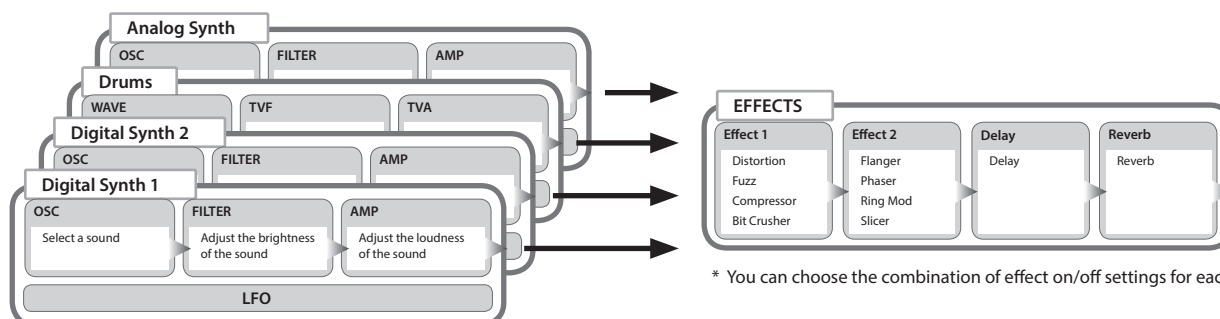 Analog Synth
OSC
FILTER
AMP
Drums
WAVE
TVF
TVA
Digital Synth 2
OSC
FILTER
AMP
Digital Synth 1
OSC
Select a sound
FILTER
Adjust the brightness
of the sound
AMP
Adjust the loudness
of the sound
LFO
EFFECTS
Effect 1
Distortion
Fuzz
Compressor
Bit Crusher
Effect 2
Flanger
Phaser
Ring Mod
Slicer
Delay
Delay
Reverb
Reverb
* You can choose the combination of effect on/off settings for